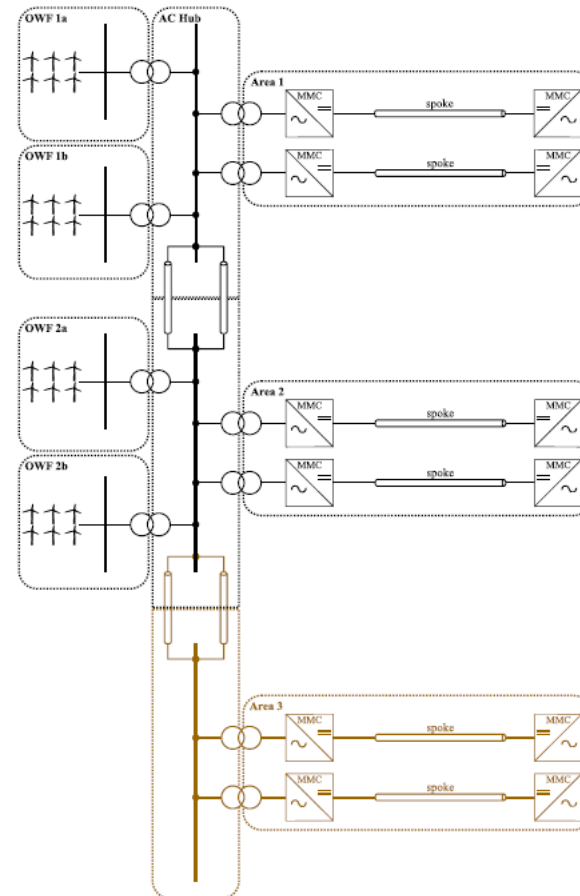 OWF 1a
AC Hub
Area 1
MMC
spoke
MMC
OWF 1b
MMC
spoke
MMC
OWF 2a
Area 2
MMC
spoke
MMC
OWF 2b
MMC
spoke
MMC
Area 3
MMC
spoke
MMC
MMC
spoke
MMC